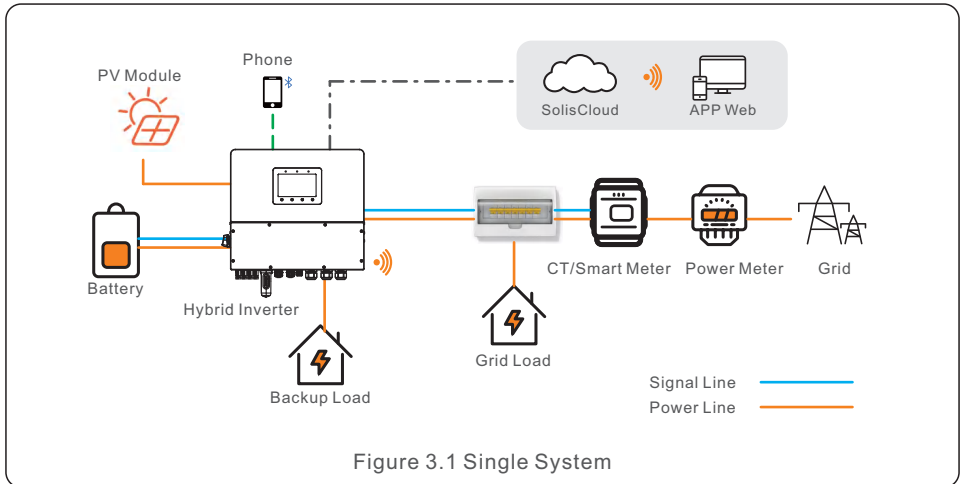 Phone
PV Module
SolisCloud
APP Web
Battery
Hybrid Inverter
CT/Smart Meter
Power Meter
Grid
Backup Load
Grid Load
Signal Line
Power Line
Figure 3.1 Single System